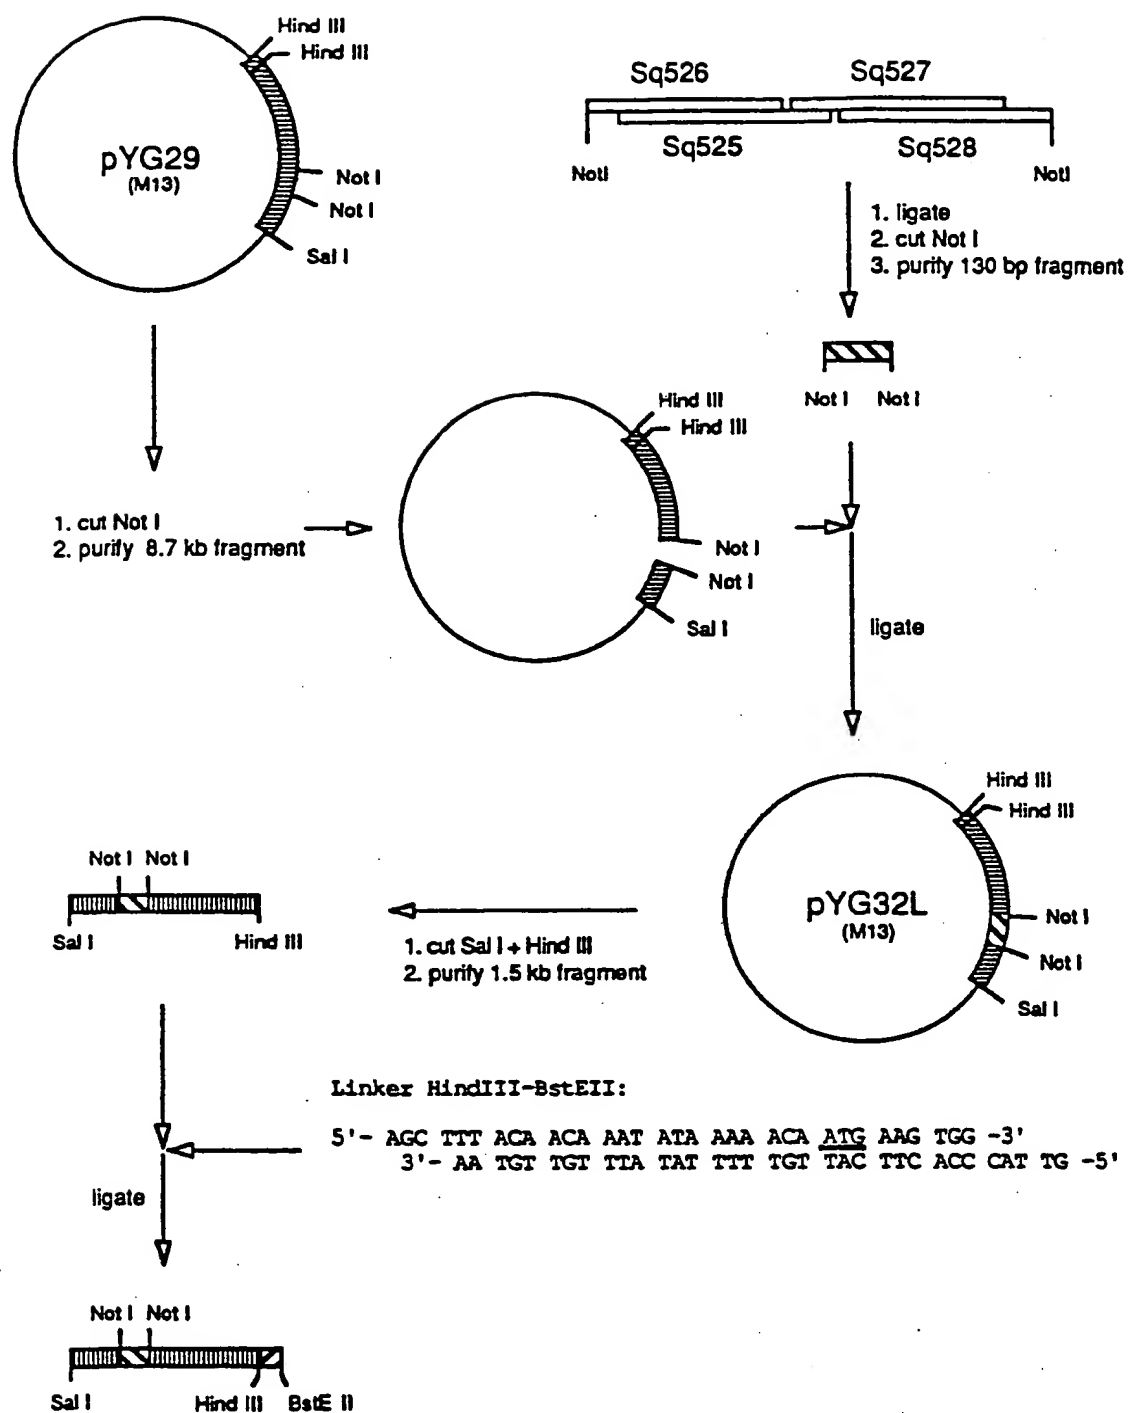 Hind III
Hind III
pYG29
(M13)
Not I
Not I
Sal I
Sq526
Sq527
Sq525
Sq528
NotI
NotI
1. ligate
2. cut Not I
3. purify 130 bp fragment
Not I
Not I
1. cut Not I
2. purify 8.7 kb fragment
Hind III
Hind III
Not I
Not I
Sal I
ligate
Hind III
Hind III
pYG32L
(M13)
Not I
Not I
Sal I
1. cut Sal I + Hind III
2. purify 1.5 kb fragment
Not I
Not I
Sal I
Hind III
Linker HindIII-BstEII:
5'- AGC TTT ACA ACA AAT ATA AAA ACA ATG AAG TGG -3'
3'- AA TGT TGT TTA TAT TTT TGT TAC TTC ACC CAT TG -5'
ligate
Not I
Not I
Sal I
Hind III
BstE II